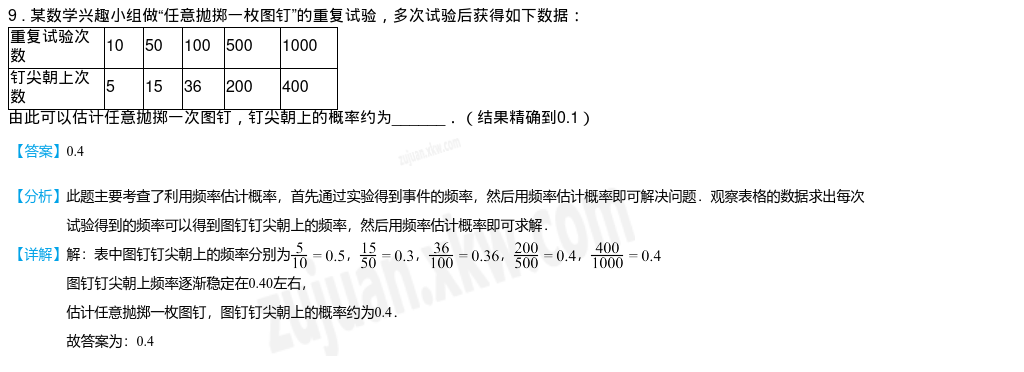 9．某数学兴趣小组做“任意抛掷一枚图钉”的重复试验，多次试验后获得如下数据：
重复试验次数 10 50 100 500 1000
钉尖朝上次数 5 15 36 200 400
由此可以估计任意抛掷一次图钉，钉尖朝上的概率约为______．（结果精确到0.1）
【答案】0.4
zujuan.xkw.com
【分析】此题主要考查了利用频率估计概率，首先通过实验得到事件的频率，然后用频率估计概率即可解决问题．观察表格的数据求出每次
试验得到的频率可以得到图钉钉尖朝上的频率，然后用频率估计概率即可求解．
【详解】解：表中图钉钉尖朝上的频率分别为5/10=0.5，15/50=0.3，36/100=0.36，200/500=0.4，400/1000=0.4
图钉钉尖朝上频率逐渐稳定在0.40左右，
估计任意抛掷一枚图钉，图钉钉尖朝上的概率约为0.4．
故答案为：0.4
zujuan.xkw.com